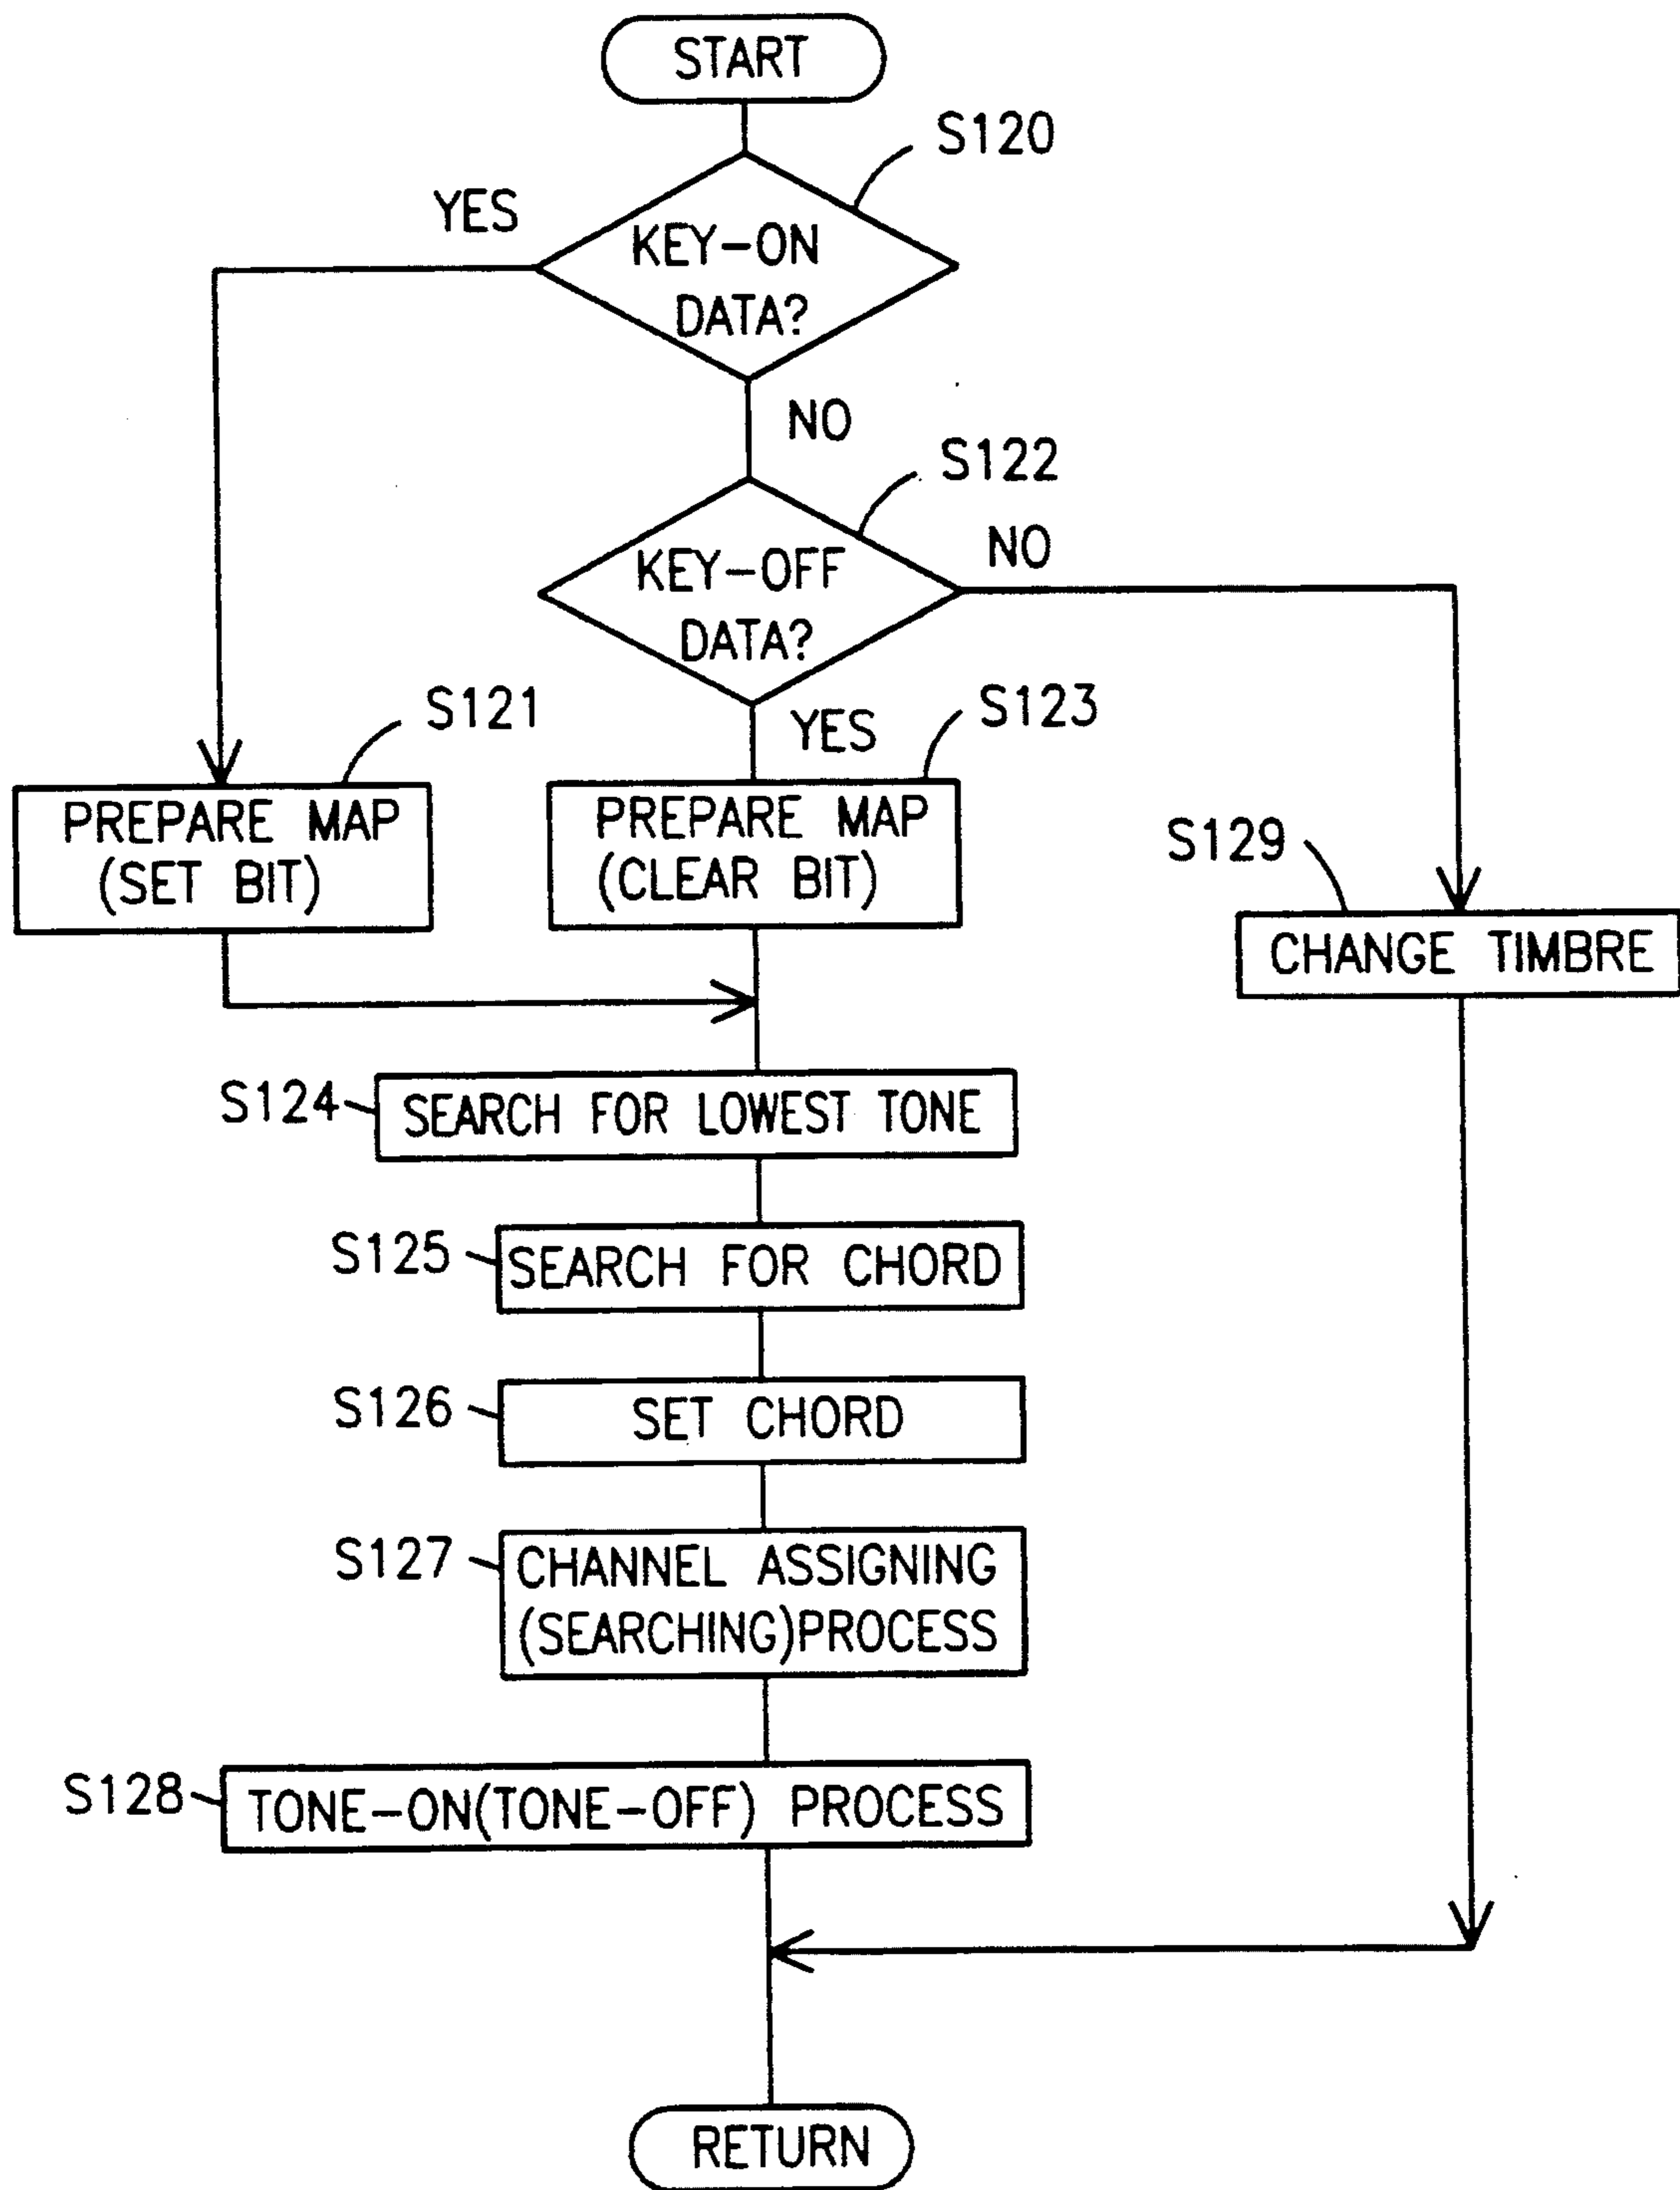 START
S120
YES
KEY-ON
DATA?
NO
S122
KEY-OFF
DATA?
NO
S121
YES
S123
PREPARE MAP
(SET BIT)
PREPARE MAP
(CLEAR BIT)
S129
CHANGE TIMBRE
S124
SEARCH FOR LOWEST TONE
S125
SEARCH FOR CHORD
S126
SET CHORD
S127
CHANNEL ASSIGNING
(SEARCHING)PROCESS
S128
TONE-ON(TONE-OFF) PROCESS
RETURN